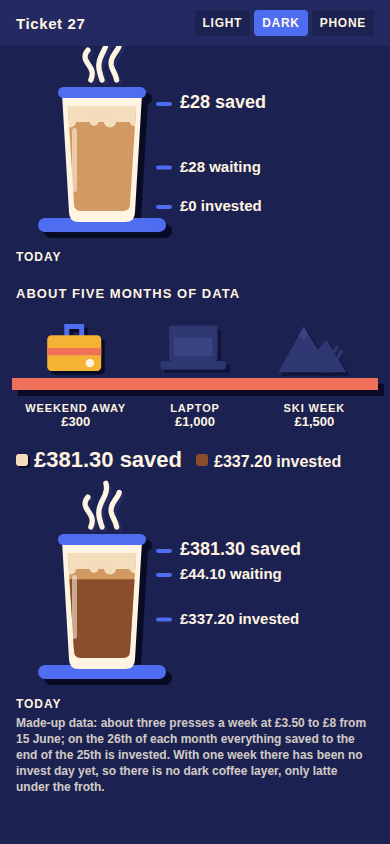 Ticket 27
LIGHT DARK PHONE
£28 saved
£28 waiting
£0 invested
TODAY
ABOUT FIVE MONTHS OF DATA
WEEKEND AWAY LAPTOP SKI WEEK
£300 £1,000 £1,500
£381.30 saved £337.20 invested
£381.30 saved
£44.10 waiting
£337.20 invested
TODAY
Made-up data: about three presses a week at £3.50 to £8 from
15 June; on the 26th of each month everything saved to the
end of the 25th is invested. With one week there has been no
invest day yet, so there is no dark coffee layer, only latte
under the froth.